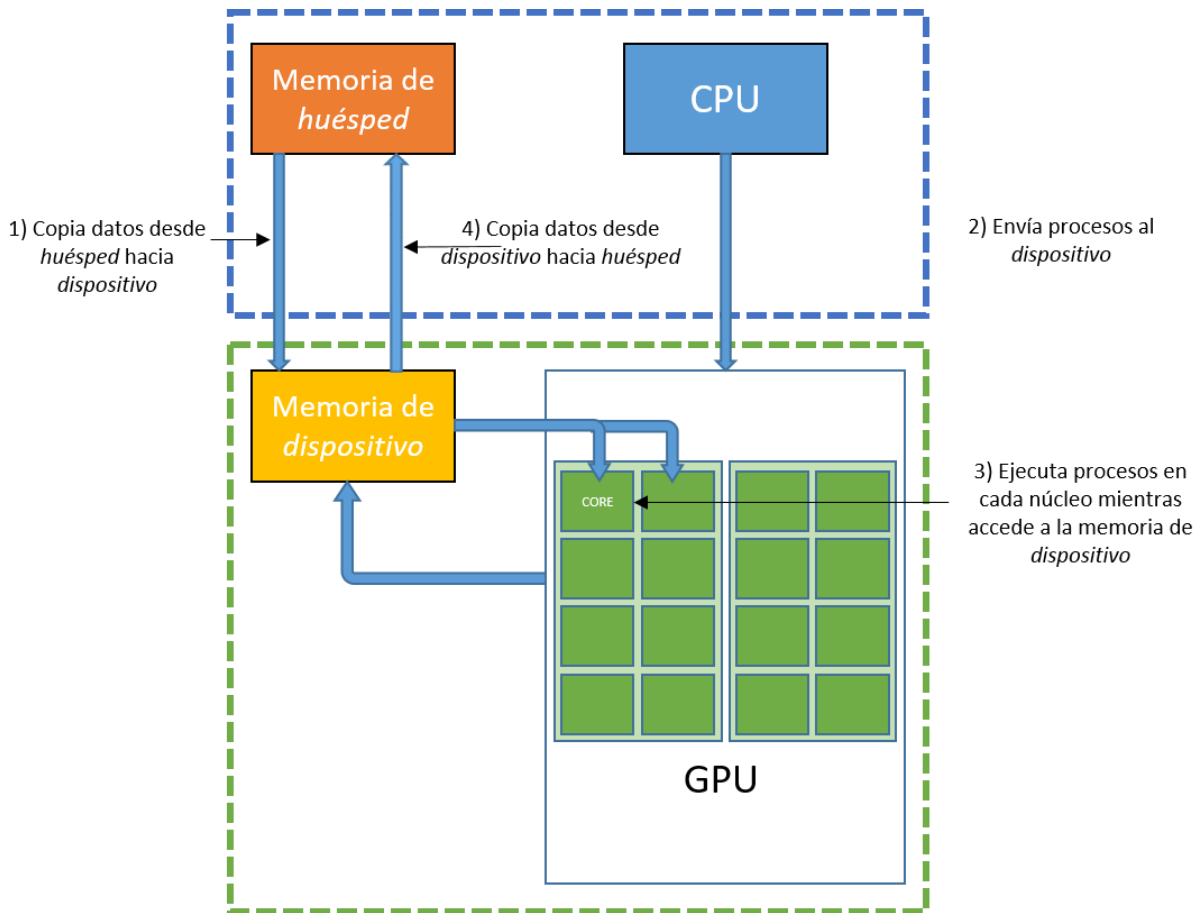 Memoria de
huésped
CPU
1) Copia datos desde
huésped hacia
dispositivo
4) Copia datos desde
dispositivo hacia huésped
2) Envía procesos al
dispositivo
Memoria de
dispositivo
CORE
3) Ejecuta procesos en
cada núcleo mientras
accede a la memoria de
dispositivo
GPU